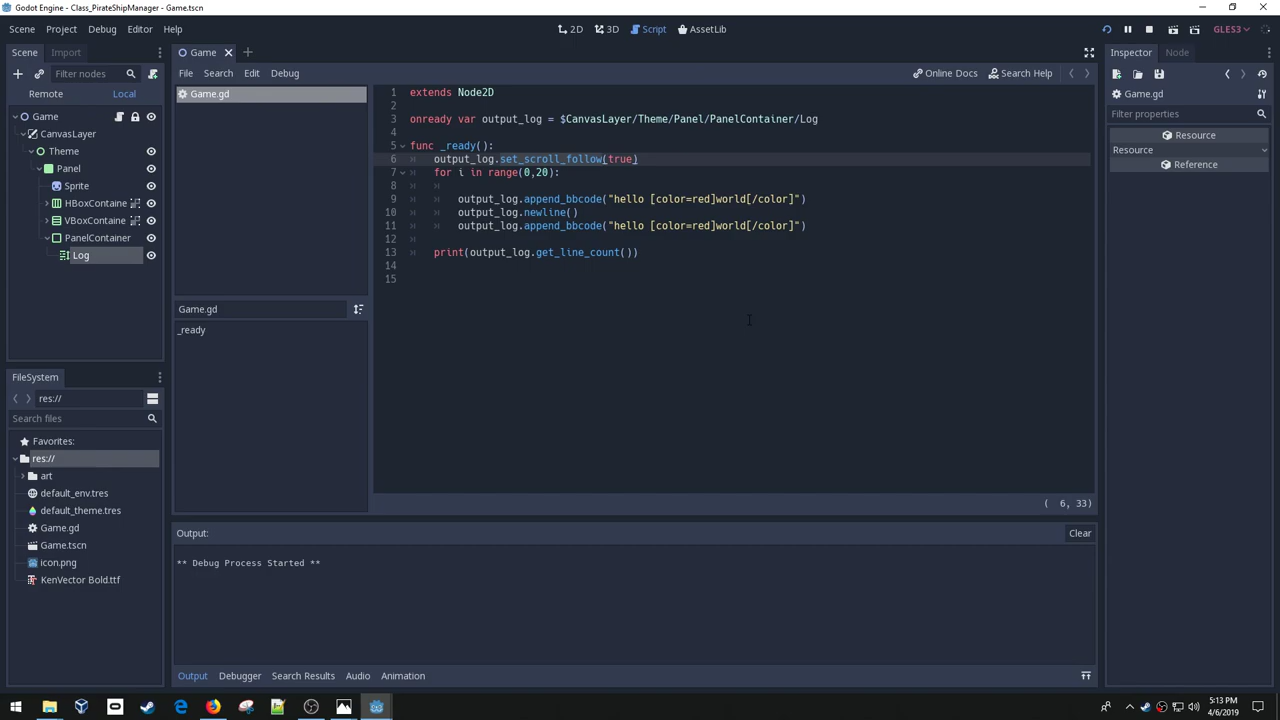 Godot Engine - Class_PirateShipManager - Game.tscn
Scene Project Debug Editor Help
2D 3D Script AssetLib
GLES3
Scene Import
Filter nodes
Remote Local
Game
CanvasLayer
Theme
Panel
Sprite
HBoxContaine
VBoxContaine
PanelContainer
Log
FileSystem
res://
Search files
Favorites:
res://
art
default_env.tres
default_theme.tres
Game.gd
Game.tscn
icon.png
KenVector Bold.ttf
Game
File Search Edit Debug
Online Docs Search Help
Game.gd
Game.gd
_ready
1 extends Node2D
2
3 onready var output_log = $CanvasLayer/Theme/Panel/PanelContainer/Log
4
5 func _ready():
6 output_log.set_scroll_follow(true)
7 for i in range(0,20):
8
9 output_log.append_bbcode("hello [color=red]world[/color]")
10 output_log.newline()
11 output_log.append_bbcode("hello [color=red]world[/color]")
12
13 print(output_log.get_line_count())
14
15
( 6, 33)
Output:
Clear
** Debug Process Started **
Output Debugger Search Results Audio Animation
Inspector Node
Game.gd
Filter properties
Resource
Resource
Reference
5:13 PM
4/6/2019